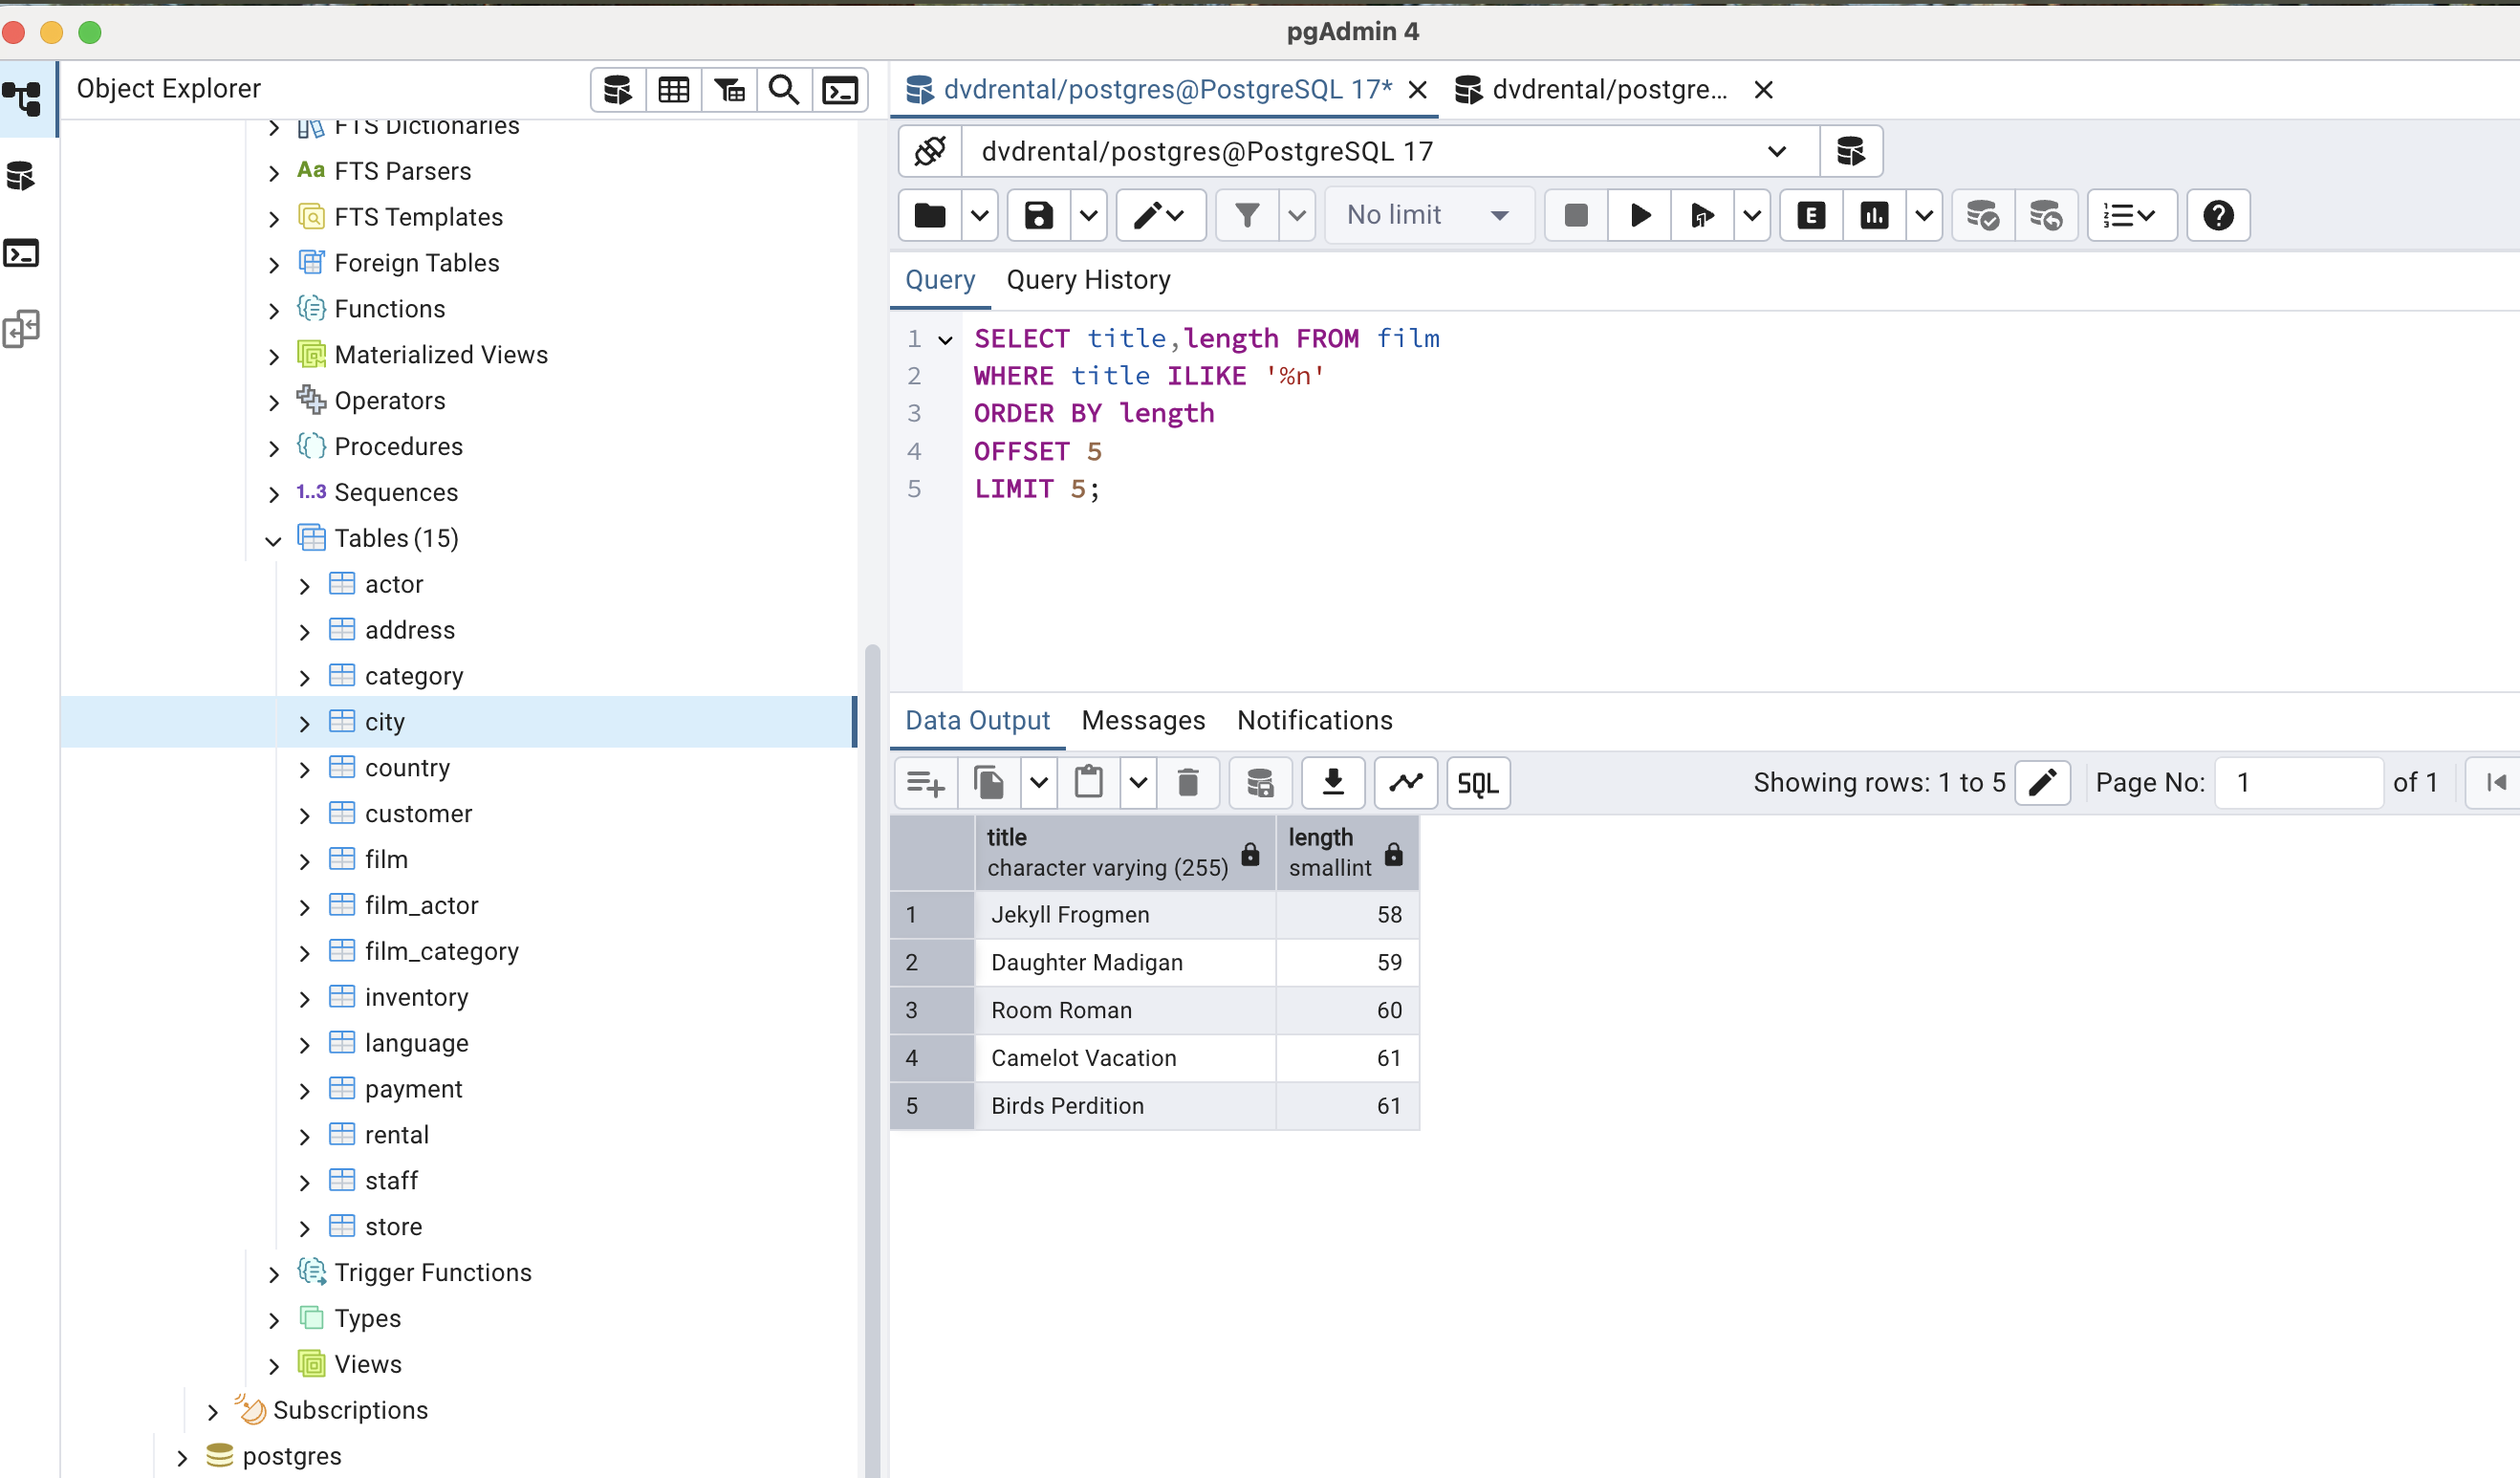 pgAdmin 4
Object Explorer
FTS Dictionaries
Aa FTS Parsers
FTS Templates
Foreign Tables
Functions
Materialized Views
Operators
Procedures
1..3 Sequences
Tables (15)
actor
address
category
city
country
customer
film
film_actor
film_category
inventory
language
payment
rental
staff
store
Trigger Functions
Types
Views
Subscriptions
postgres
dvdrental/postgres@PostgreSQL 17*
dvdrental/postgre...
dvdrental/postgres@PostgreSQL 17
No limit
E
Query Query History
1 SELECT title,length FROM film
2 WHERE title ILIKE '%n'
3 ORDER BY length
4 OFFSET 5
5 LIMIT 5;
Data Output Messages Notifications
SQL
Showing rows: 1 to 5 Page No: 1 of 1
title length
character varying (255) smallint
1 Jekyll Frogmen 58
2 Daughter Madigan 59
3 Room Roman 60
4 Camelot Vacation 61
5 Birds Perdition 61